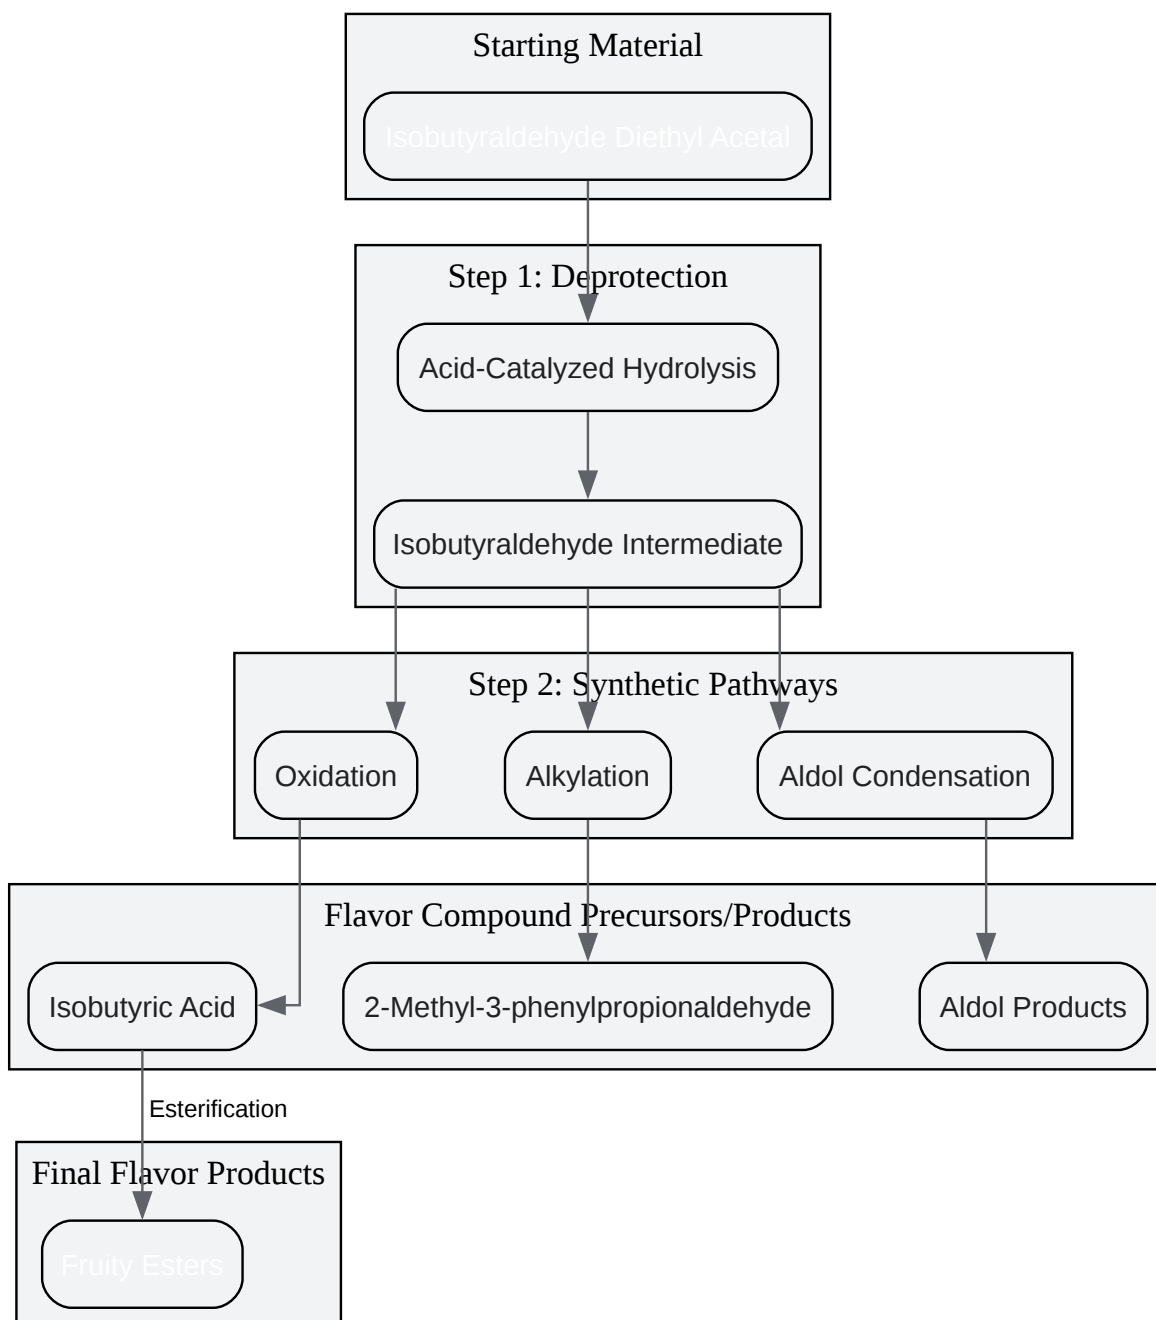 Starting Material
Isobutyraldehyde Diethyl Acetal
Step 1: Deprotection
Acid-Catalyzed Hydrolysis
Isobutyraldehyde Intermediate
Step 2: Synthetic Pathways
Oxidation
Alkylation
Aldol Condensation
Flavor Compound Precursors/Products
Isobutyric Acid
2-Methyl-3-phenylpropionaldehyde
Aldol Products
Esterification
Final Flavor Products
Fruity Esters